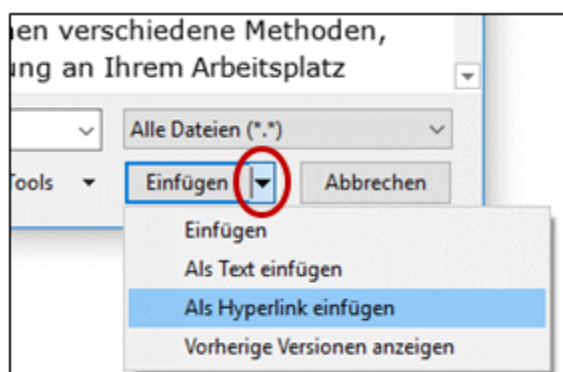 nen verschiedene Methoden,
ung an Ihrem Arbeitsplatz
Alle Dateien (*.*)
Tools
Einfügen
Abbrechen
Einfügen
Als Text einfügen
Als Hyperlink einfügen
Vorherige Versionen anzeigen